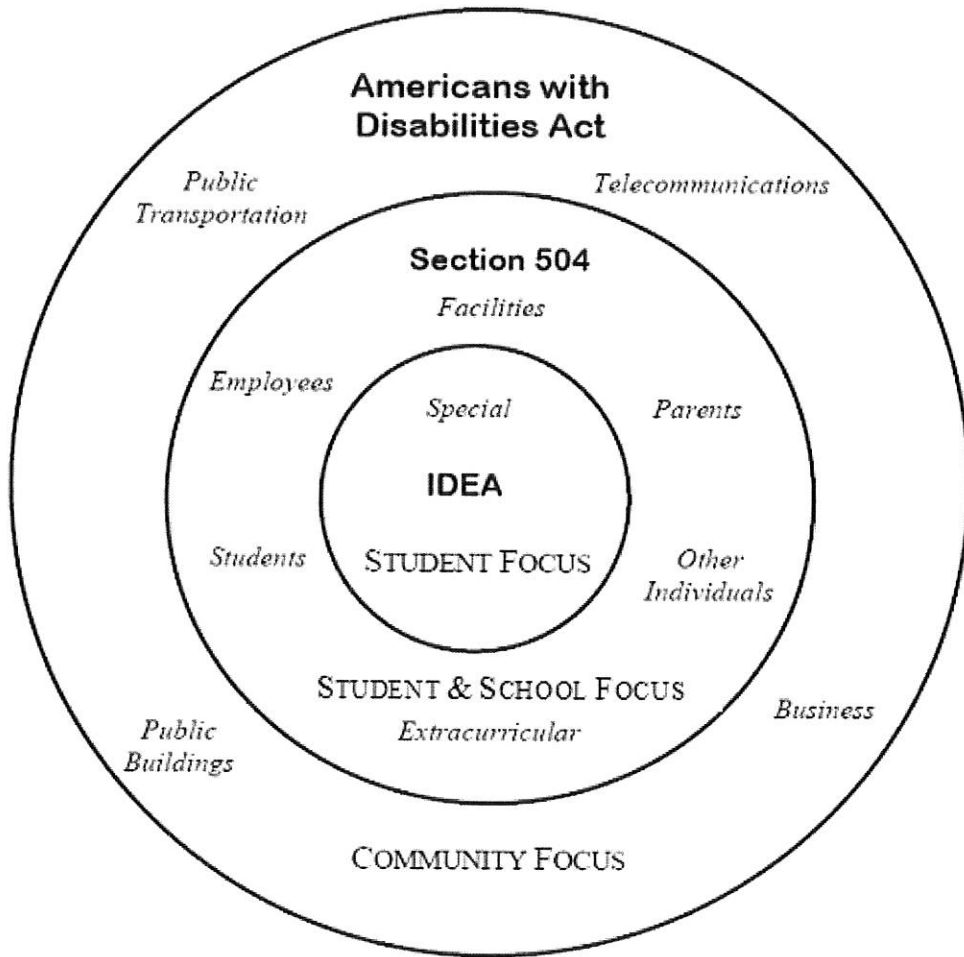 Americans with
Disabilities Act
Public
Transportation
Telecommunications
Section 504
Facilities
Employees
Special
Parents
IDEA
Students
STUDENT FOCUS
Other
Individuals
STUDENT & SCHOOL FOCUS
Extracurricular
Business
Public
Buildings
COMMUNITY FOCUS